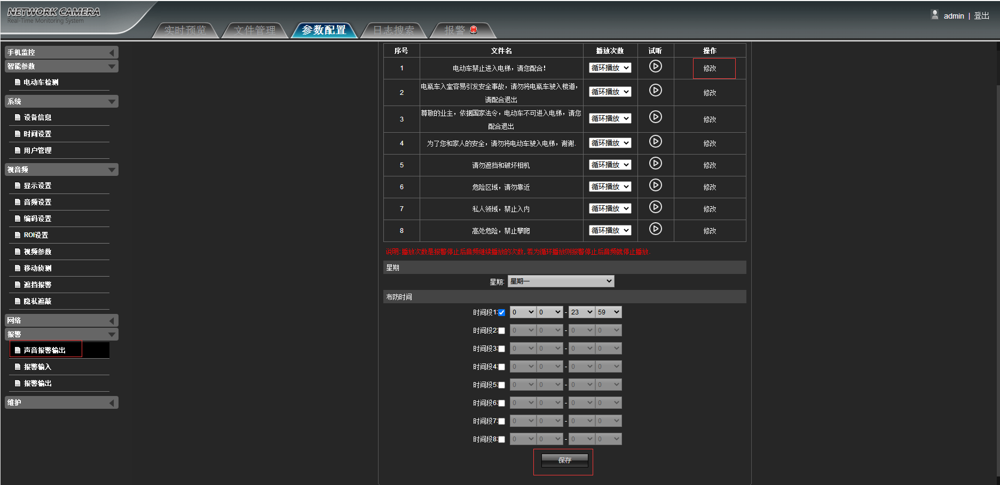 NETWORK CAMERA
Real-Time Monitoring System
实时预览
文件管理
参数配置
日志搜索
报警
admin | 登出
手机监控
智能参数
电动车检测
系统
设备信息
时间设置
用户管理
视音频
显示设置
音频设置
编码设置
ROI设置
视频参数
移动侦测
遮挡报警
隐私遮蔽
网络
报警
声音报警输出
报警输入
报警输出
维护
序号 文件名 播放次数 试听 操作
1 电动车禁止进入电梯，请您配合！ 循环播放 修改
2 电瓶车入室容易引发安全事故，请勿将电瓶车驶入楼道，
请配合退出 循环播放 修改
3 尊敬的业主，依据国家法令，电动车不可进入电梯，请您
配合退出 循环播放 修改
4 为了您和家人的安全，请勿将电动车驶入电梯，谢谢. 循环播放 修改
5 请勿遮挡和破坏相机 循环播放 修改
6 危险区域，请勿靠近 循环播放 修改
7 私人领域，禁止入内 循环播放 修改
8 高处危险，禁止攀爬 循环播放 修改
说明:播放次数是报警停止后音频继续播放的次数,若为循环播放则报警停止后音频就停止播放.
星期
星期: 星期一
布防时间
时间段1: 0 0 - 23 59
时间段2: 0 0 - 0 0
时间段3: 0 0 - 0 0
时间段4: 0 0 - 0 0
时间段5: 0 0 - 0 0
时间段6: 0 0 - 0 0
时间段7: 0 0 - 0 0
时间段8: 0 0 - 0 0
保存